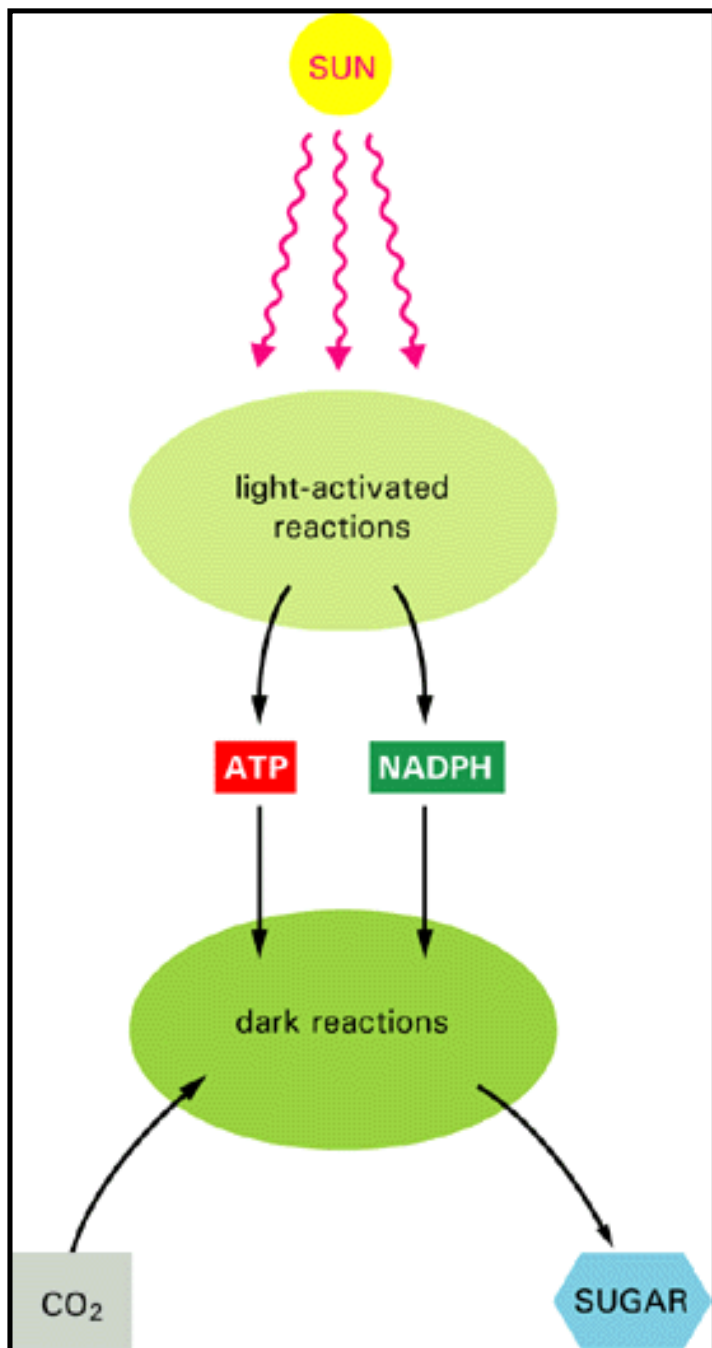 SUN
light-activated
reactions
ATP
NADPH
dark reactions
CO₂
SUGAR